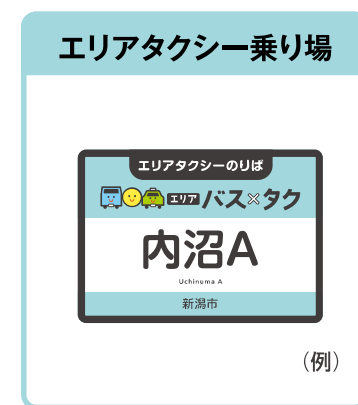 エリアタクシー乗り場
エリアタクシーのりば
エリア バス×タク
内沼A
Uchinuma A
新潟市
（例）